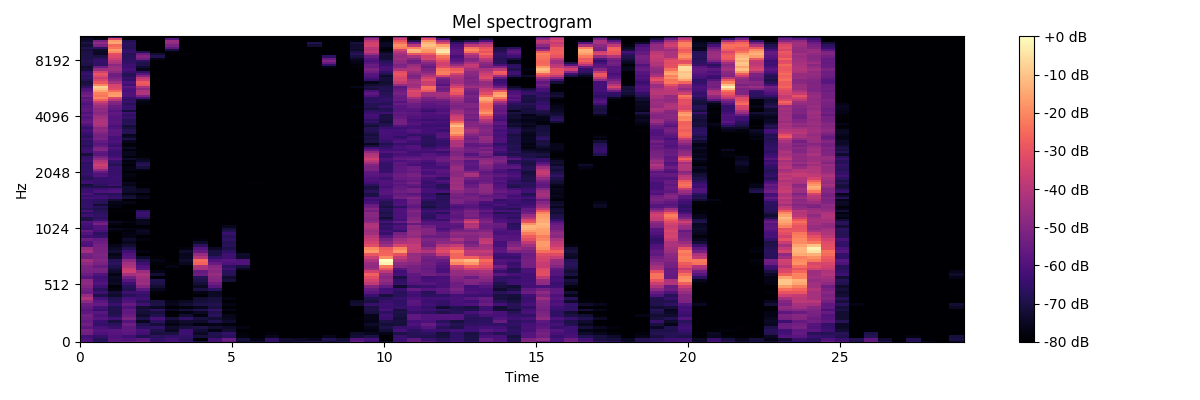 Mel spectrogram
Hz
8192
4096
2048
1024
512
0
0 5 10 15 20 25
Time
+0 dB
-10 dB
-20 dB
-30 dB
-40 dB
-50 dB
-60 dB
-70 dB
-80 dB